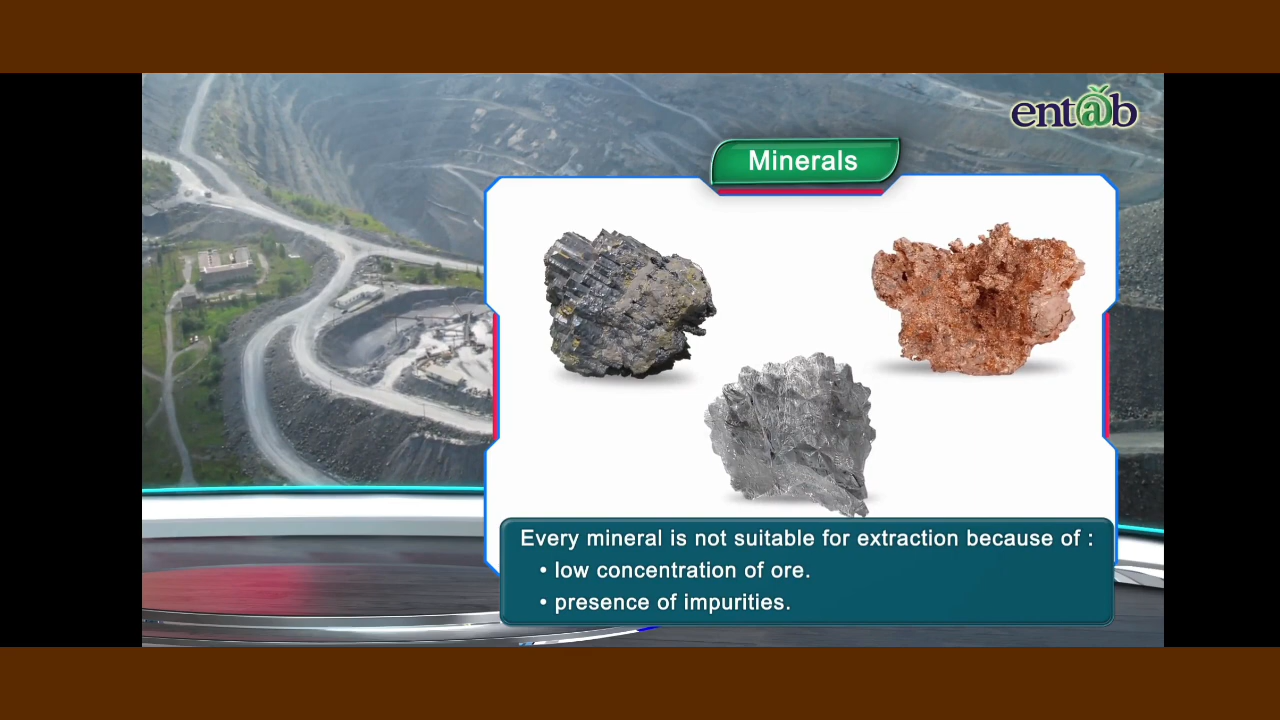 entab
Minerals
Every mineral is not suitable for extraction because of :
• low concentration of ore.
• presence of impurities.